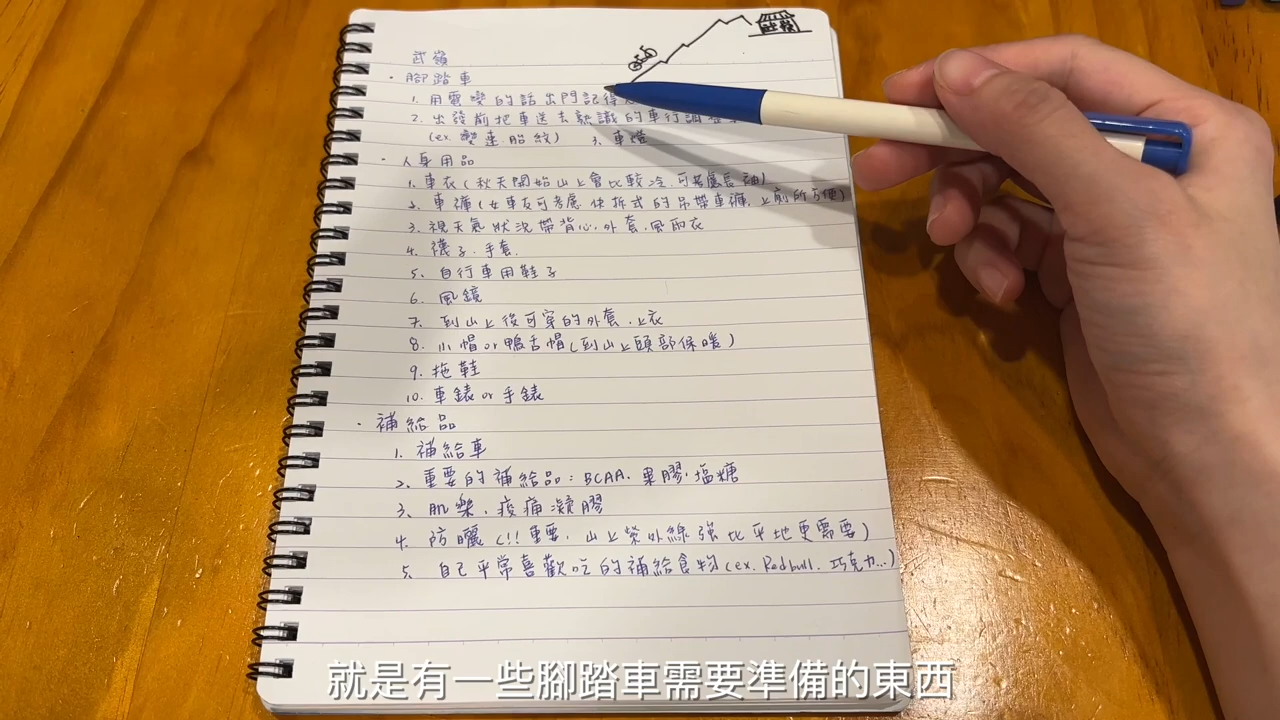 武嶺
· 腳踏車
1. 用電變的話出門記得
2. 出發前把車送去熟識的車行調整
(ex. 變速.胎紋) 3. 車燈
· 人身用品
1. 車衣(秋天開始山上會比較冷.可考慮長袖)
2. 車褲(女車友可考慮快拆式的吊帶車褲.上廁所方便)
3. 視天氣狀況帶背心.外套.風雨衣
4. 襪子.手套.
5. 自行車用鞋子
6. 風鏡
7. 到山上後可穿的外套.上衣
8. 小帽 or 鴨舌帽(到山上頭部保暖)
9. 拖鞋
10. 車錶 or 手錶
· 補給品
1. 補給車
2. 重要的補給品：BCAA. 果膠.塩糖
3. 肌樂.痠痛凝膠
4. 防曬(!!重要. 山上紫外線強比平地更需要)
5. 自己平常喜歡吃的補給食物(ex. Redbull. 巧克力...)
就是有一些腳踏車需要準備的東西